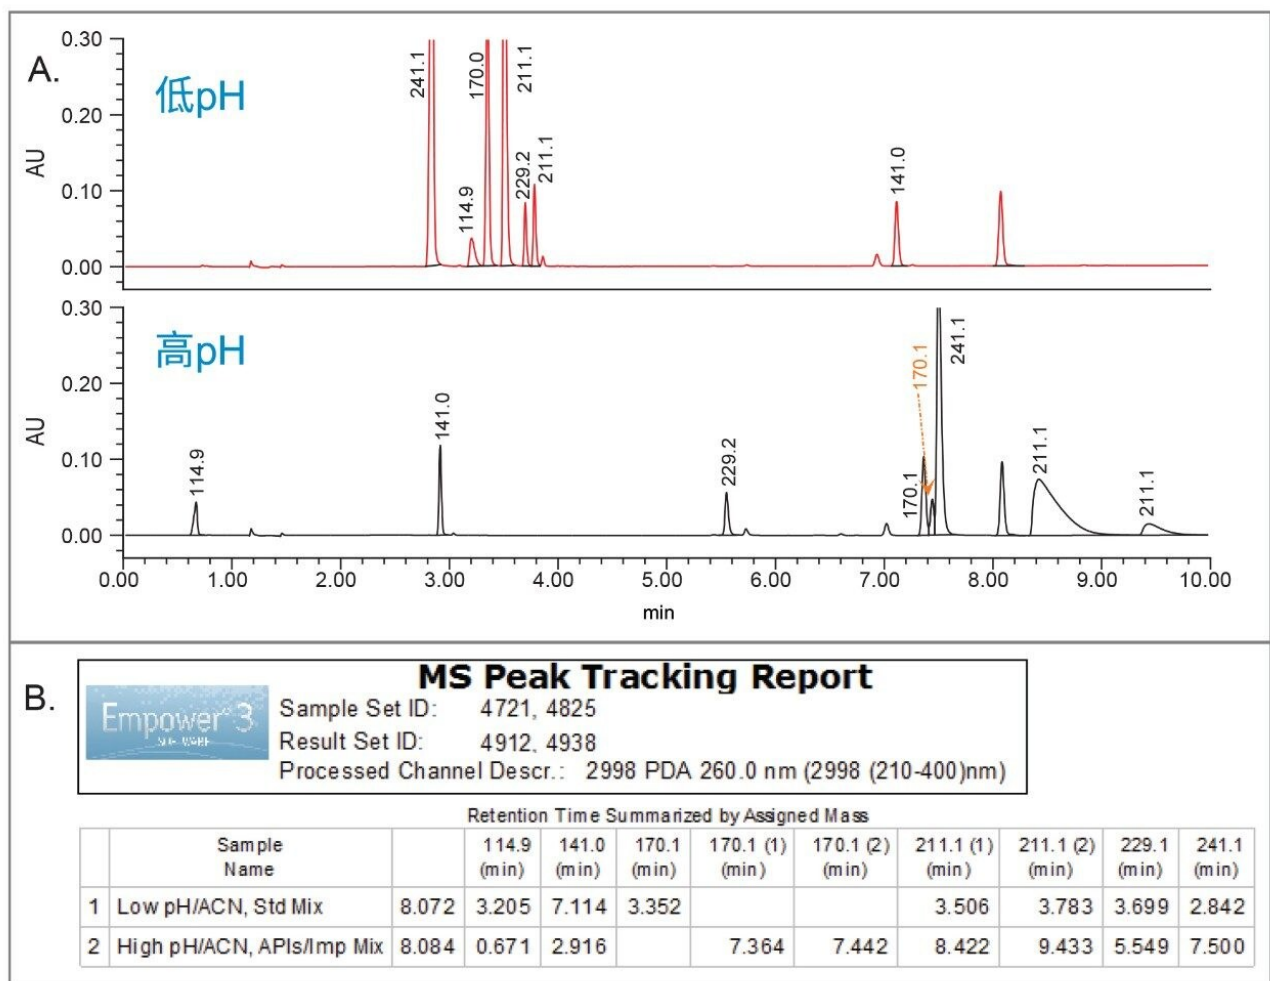 A.
低pH
AU
0.30
0.20
0.10
0.00
241.1
114.9
170.0
211.1
229.2
211.1
141.0
高pH
AU
0.30
0.20
0.10
0.00
114.9
141.0
229.2
170.1
170.1
241.1
211.1
211.1
0.00 1.00 2.00 3.00 4.00 5.00 6.00 7.00 8.00 9.00 10.00
min
B.
MS Peak Tracking Report
Empower 3
SOFTWARE
Sample Set ID: 4721, 4825
Result Set ID: 4912, 4938
Processed Channel Descr.: 2998 PDA 260.0 nm (2998 (210-400)nm)
Retention Time Summarized by Assigned Mass
Sample Name 114.9 (min) 141.0 (min) 170.1 (min) 170.1 (1) (min) 170.1 (2) (min) 211.1 (1) (min) 211.1 (2) (min) 229.1 (min) 241.1 (min)
1 Low pH/ACN, Std Mix 8.072 3.205 7.114 3.352 3.506 3.783 3.699 2.842
2 High pH/ACN, APIs/Imp Mix 8.084 0.671 2.916 7.364 7.442 8.422 9.433 5.549 7.500